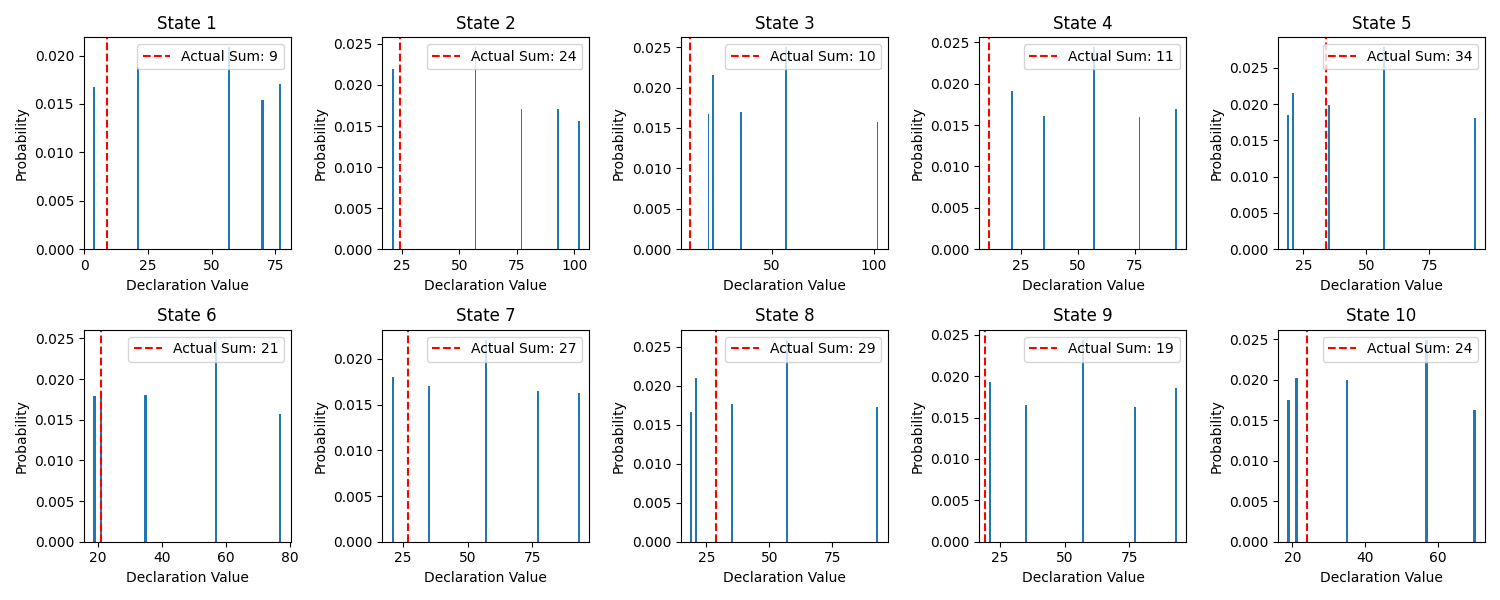 State 1
State 2
State 3
State 4
State 5
0.020
0.015
0.010
0.005
0.000
Probability
Actual Sum: 9
0 25 50 75
Declaration Value
0.025
0.020
0.015
0.010
0.005
0.000
Probability
Actual Sum: 24
25 50 75 100
Declaration Value
0.025
0.020
0.015
0.010
0.005
0.000
Probability
Actual Sum: 10
50 100
Declaration Value
0.025
0.020
0.015
0.010
0.005
0.000
Probability
Actual Sum: 11
25 50 75
Declaration Value
0.025
0.020
0.015
0.010
0.005
0.000
Probability
Actual Sum: 34
25 50 75
Declaration Value
State 6
State 7
State 8
State 9
State 10
0.025
0.020
0.015
0.010
0.005
0.000
Probability
Actual Sum: 21
20 40 60 80
Declaration Value
0.020
0.015
0.010
0.005
0.000
Probability
Actual Sum: 27
25 50 75
Declaration Value
0.025
0.020
0.015
0.010
0.005
0.000
Probability
Actual Sum: 29
25 50 75
Declaration Value
0.025
0.020
0.015
0.010
0.005
0.000
Probability
Actual Sum: 19
25 50 75
Declaration Value
0.025
0.020
0.015
0.010
0.005
0.000
Probability
Actual Sum: 24
20 40 60
Declaration Value